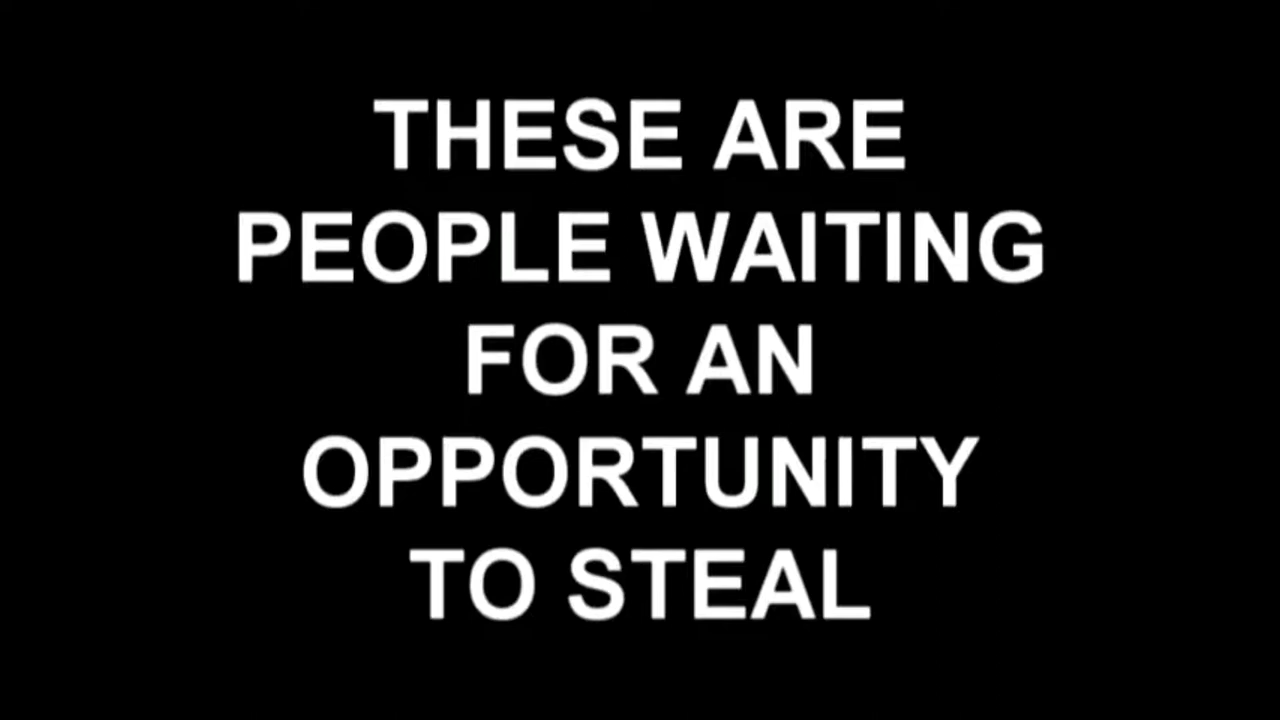 THESE ARE
PEOPLE WAITING
FOR AN
OPPORTUNITY
TO STEAL